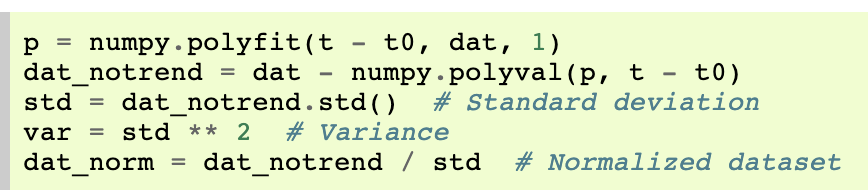 p = numpy.polyfit(t - t0, dat, 1)
dat_notrend = dat - numpy.polyval(p, t - t0)
std = dat_notrend.std()  # Standard deviation
var = std ** 2  # Variance
dat_norm = dat_notrend / std  # Normalized dataset